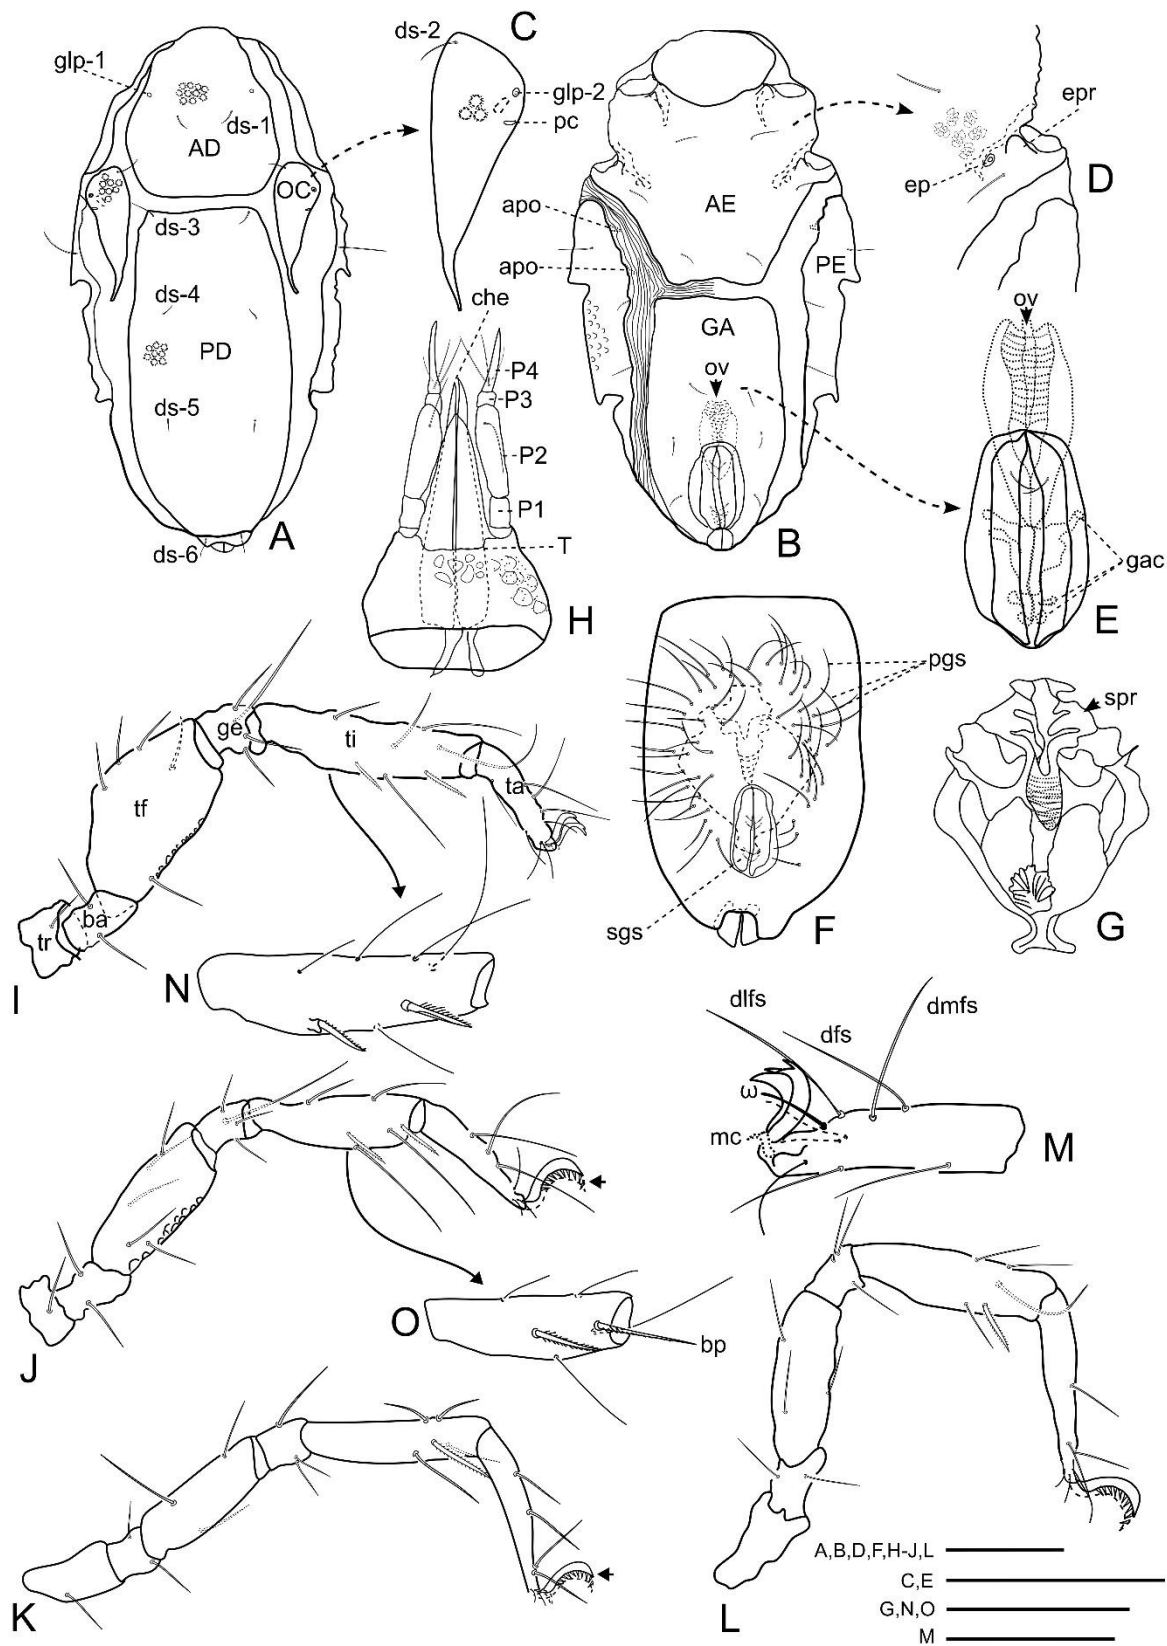 glp-1
ds-1
AD
OC
ds-3
ds-4
PD
ds-5
ds-6
A
ds-2
C
glp-2
pc
apo
apo
AE
PE
GA
ov
B
epr
ep
D
ov
gac
E
che
P4
P3
P2
P1
T
H
pgs
sgs
F
spr
G
tr
ba
tf
ge
ti
ta
I
N
dlfs
dfs
dmfs
ω
mc
M
J
O
bp
K
L
A,B,D,F,H-J,L
C,E
G,N,O
M